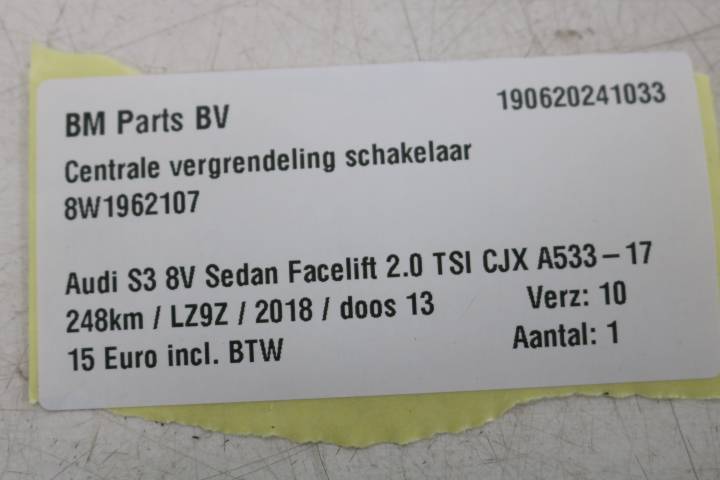 BM Parts BV 190620241033
Centrale vergrendeling schakelaar
8W1962107
Audi S3 8V Sedan Facelift 2.0 TSI CJX A533-17
248km / LZ9Z / 2018 / doos 13 Verz: 10
15 Euro incl. BTW Aantal: 1